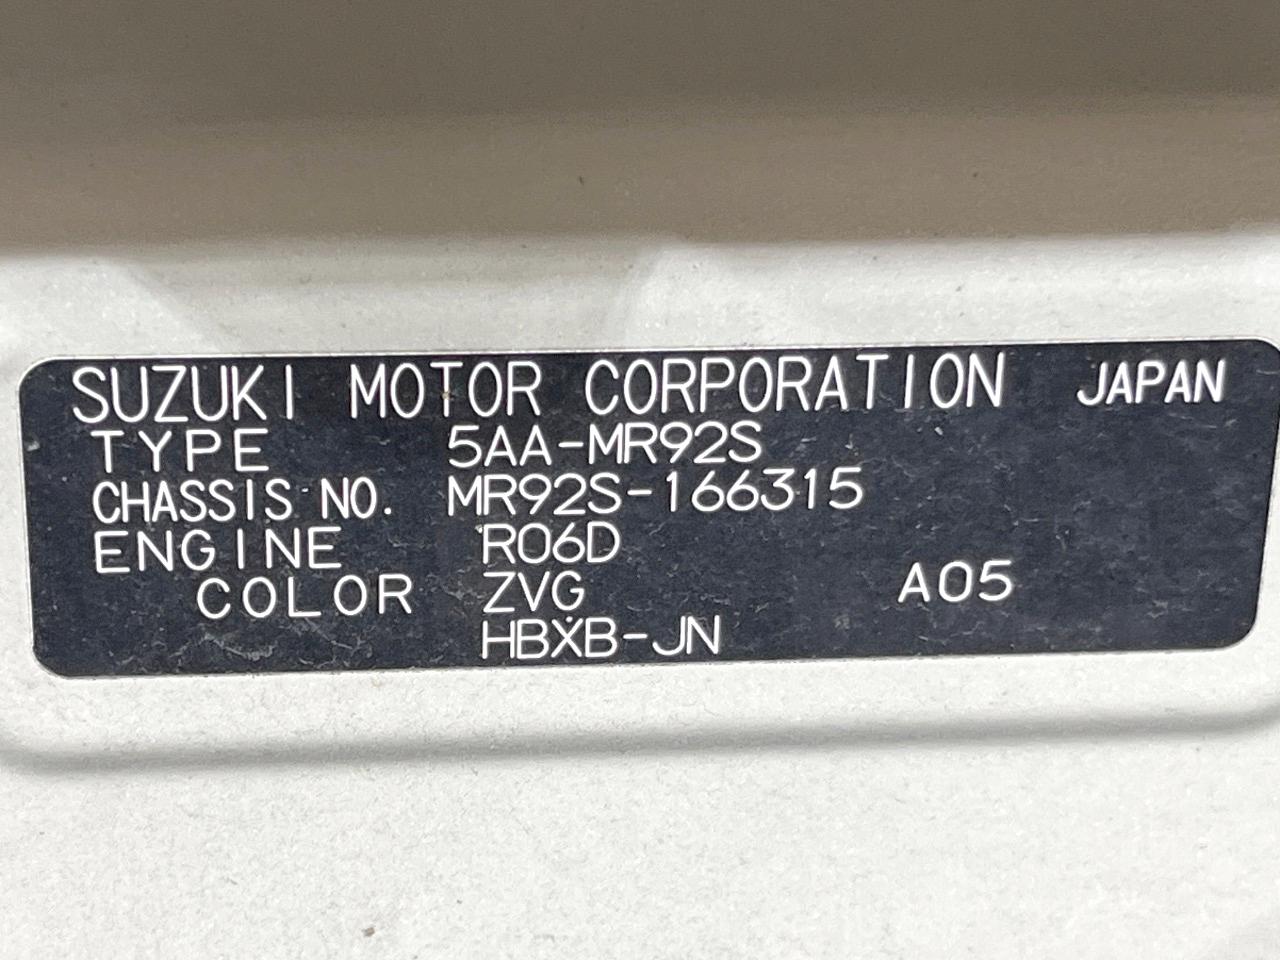 SUZUKI MOTOR CORPORATION JAPAN
TYPE 5AA-MR92S
CHASSIS NO. MR92S-166315
ENGINE R06D
COLOR ZVG A05
HBXB-JN